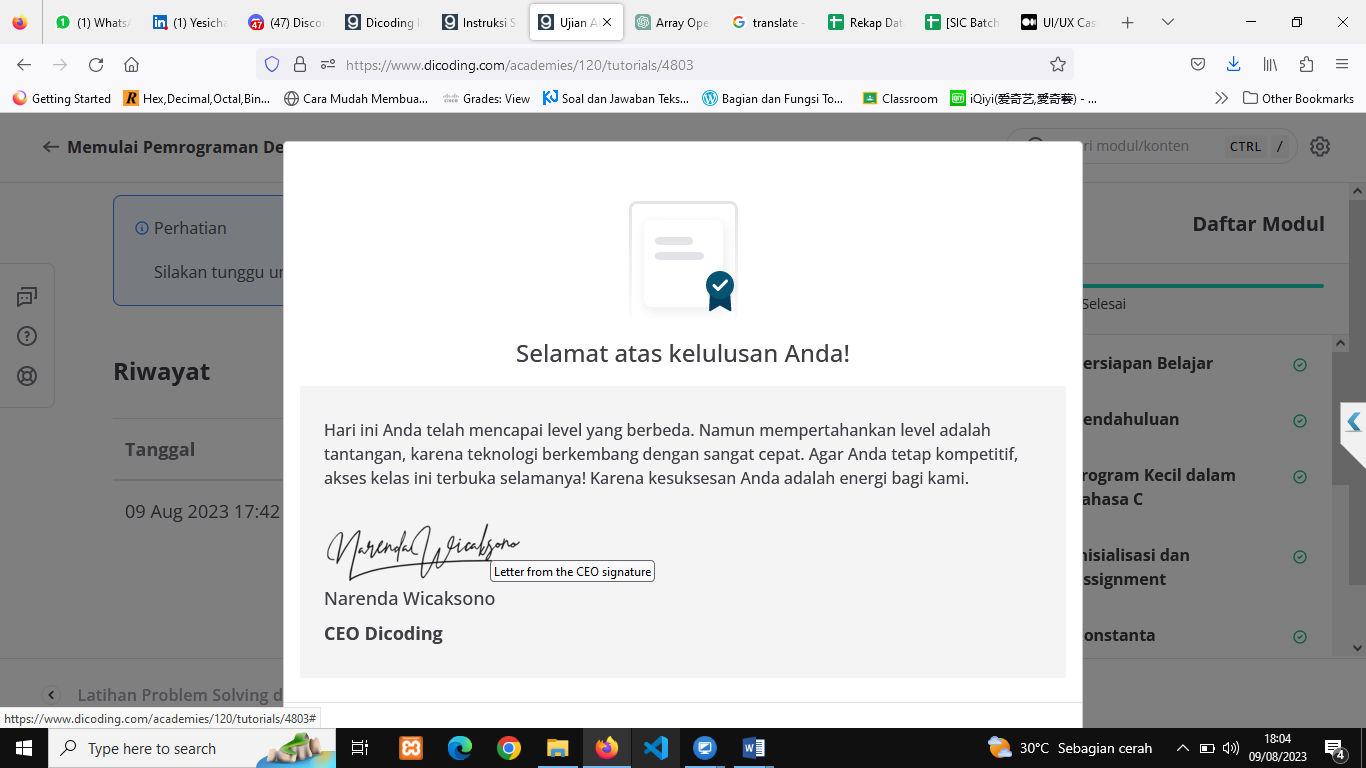 (1) Whats
(1) Yesicha
(47) Disco
Dicoding
Instruksi S
Ujian A
Array Ope
translate -
Rekap Dat
[SIC Batch
UI/UX Cas
https://www.dicoding.com/academies/120/tutorials/4803
Getting Started
Hex,Decimal,Octal,Bin...
Cara Mudah Membua...
Grades: View
Soal dan Jawaban Teks...
Bagian dan Fungsi To...
Classroom
iQiyi(爱奇艺,愛奇藝) - ...
Other Bookmarks
Memulai Pemrograman De
ri modul/konten
CTRL /
Perhatian
Silakan tunggu un
Daftar Modul
Selesai
Riwayat
Tanggal
09 Aug 2023 17:42
Selamat atas kelulusan Anda!
Hari ini Anda telah mencapai level yang berbeda. Namun mempertahankan level adalah
tantangan, karena teknologi berkembang dengan sangat cepat. Agar Anda tetap kompetitif,
akses kelas ini terbuka selamanya! Karena kesuksesan Anda adalah energi bagi kami.
Narenda Wicaksono
Letter from the CEO signature
Narenda Wicaksono
CEO Dicoding
ersiapan Belajar
endahuluan
rogram Kecil dalam
ahasa C
nisialisasi dan
ssignment
onstanta
Latihan Problem Solving d
https://www.dicoding.com/academies/120/tutorials/4803#
Type here to search
30°C Sebagian cerah
18:04
09/08/2023
4